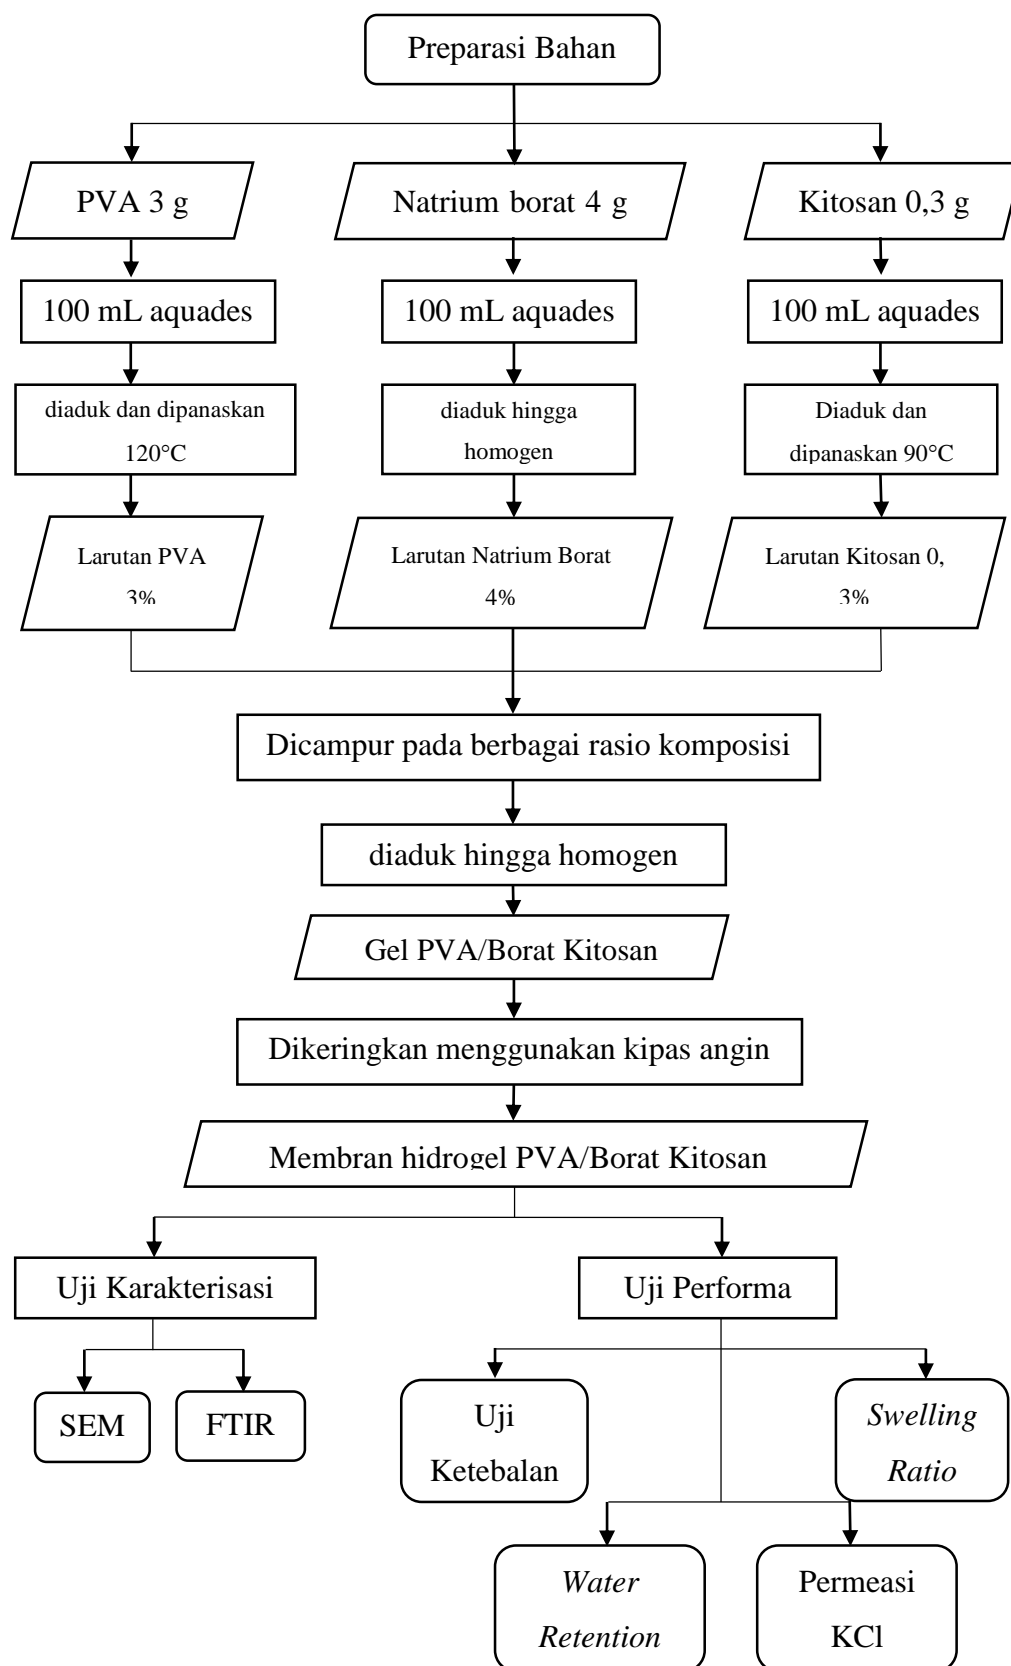 Preparasi Bahan
PVA 3 g
Natrium borat 4 g
Kitosan 0,3 g
100 mL aquades
100 mL aquades
100 mL aquades
diaduk dan dipanaskan
120°C
diaduk hingga
homogen
Diaduk dan
dipanaskan 90°C
Larutan PVA
3%
Larutan Natrium Borat
4%
Larutan Kitosan 0,
3%
Dicampur pada berbagai rasio komposisi
diaduk hingga homogen
Gel PVA/Borat Kitosan
Dikeringkan menggunakan kipas angin
Membran hidrogel PVA/Borat Kitosan
Uji Karakterisasi
Uji Performa
SEM
FTIR
Uji
Ketebalan
Swelling
Ratio
Water
Retention
Permeasi
KCl